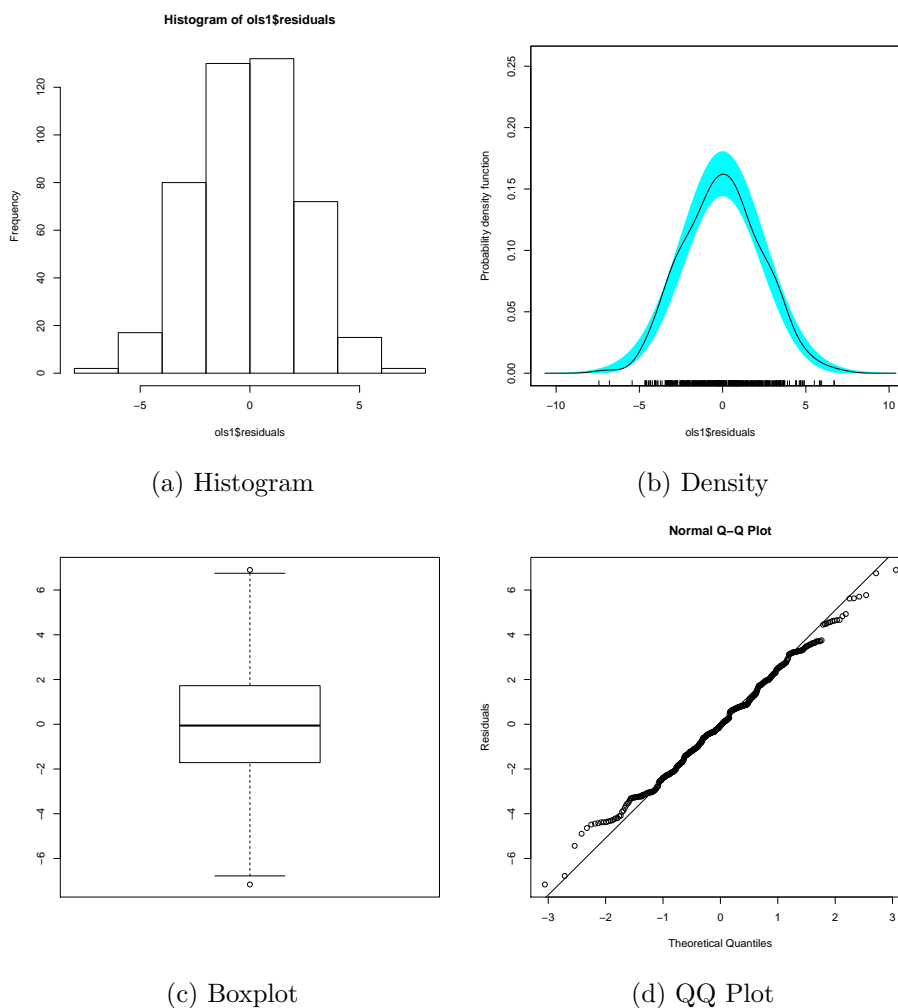 Histogram of ols1$residuals
Frequency
0 20 40 60 80 100 120
−5 0 5
ols1$residuals
(a) Histogram
Probability density function
0.00 0.05 0.10 0.15 0.20 0.25
−10 −5 0 5 10
ols1$residuals
(b) Density
−6 −4 −2 0 2 4 6
(c) Boxplot
Normal Q−Q Plot
Residuals
−6 −4 −2 0 2 4 6
−3 −2 −1 0 1 2 3
Theoretical Quantiles
(d) QQ Plot